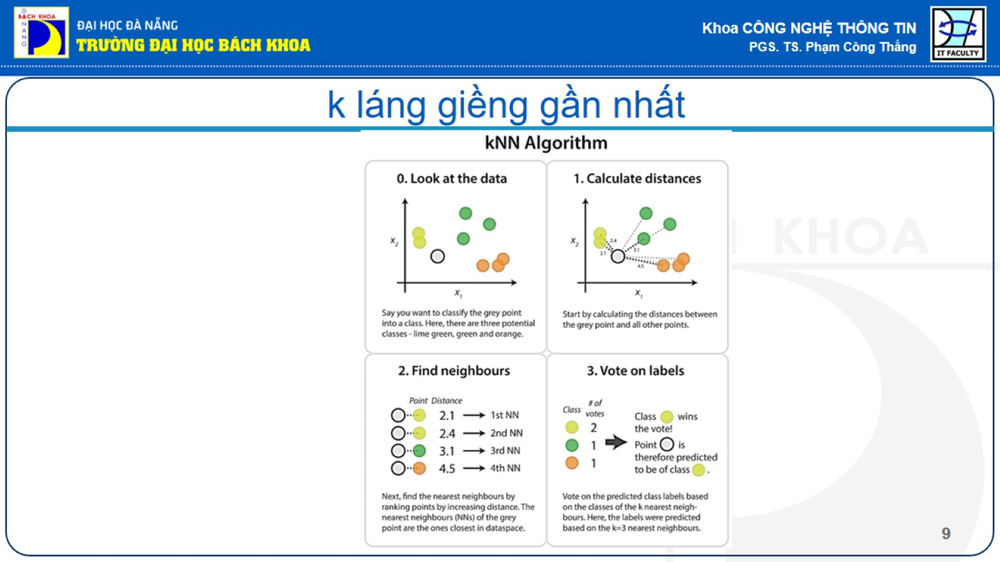 BÁCH KHOA
DANANG
ĐẠI HỌC ĐÀ NẴNG
TRƯỜNG ĐẠI HỌC BÁCH KHOA
Khoa CÔNG NGHỆ THÔNG TIN
PGS. TS. Phạm Công Thắng
IT FACULTY
k láng giềng gần nhất
kNN Algorithm
0. Look at the data
X2
X1
Say you want to classify the grey point
into a class. Here, there are three potential
classes - lime green, green and orange.
1. Calculate distances
X2
2.4
2.1
3.1
4.5
X1
Start by calculating the distances between
the grey point and all other points.
2. Find neighbours
Point Distance
2.1 1st NN
2.4 2nd NN
3.1 3rd NN
4.5 4th NN
Next, find the nearest neighbours by
ranking points by increasing distance. The
nearest neighbours (NNs) of the grey
point are the ones closest in dataspace.
3. Vote on labels
Class # of
votes
2
1
1
Class wins
the vote!
Point is
therefore predicted
to be of class .
Vote on the predicted class labels based
on the classes of the k nearest neigh-
bours. Here, the labels were predicted
based on the k=3 nearest neighbours.
KHOA
9